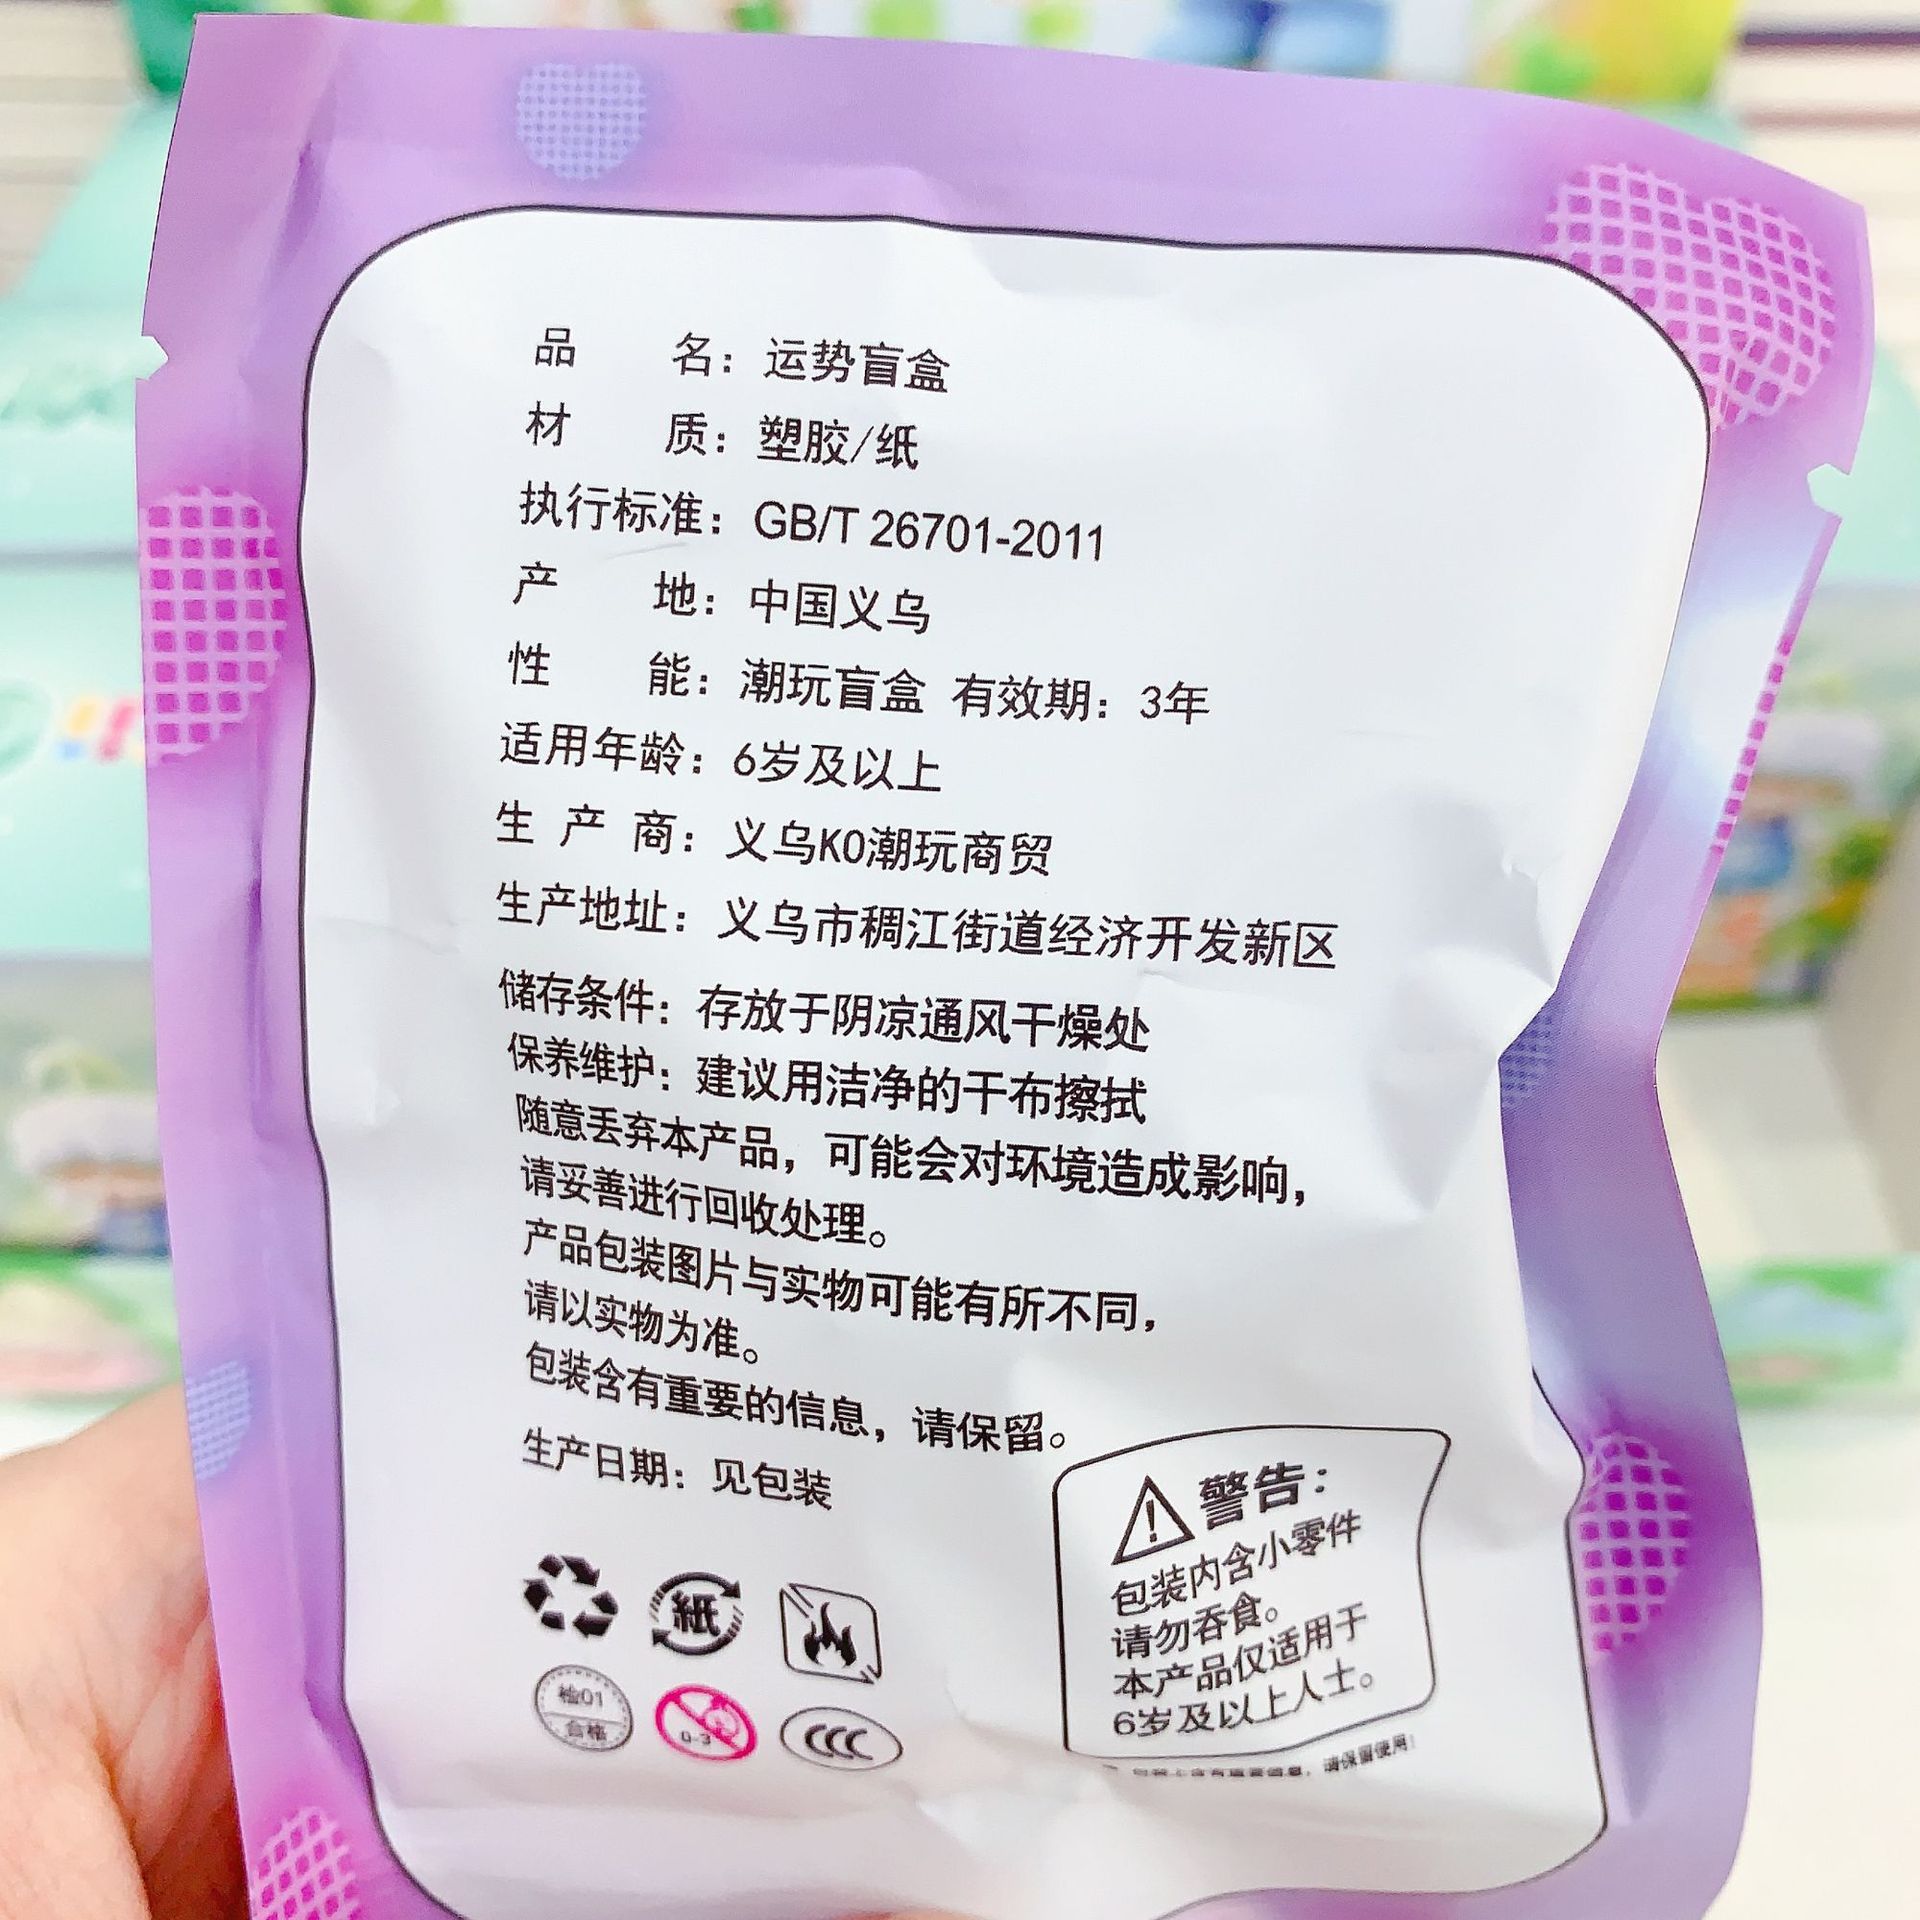 品 名：运势盲盒
材 质：塑胶/纸
执行标准：GB/T 26701-2011
产 地：中国义乌
性 能：潮玩盲盒 有效期：3年
适用年龄：6岁及以上
生 产 商：义乌KO潮玩商贸
生产地址：义乌市稠江街道经济开发新区
储存条件：存放于阴凉通风干燥处
保养维护：建议用洁净的干布擦拭
随意丢弃本产品，可能会对环境造成影响，
请妥善进行回收处理。
产品包装图片与实物可能有所不同，
请以实物为准。
包装含有重要的信息，请保留。
生产日期：见包装
警告：
包装内含小零件
请勿吞食。
本产品仅适用于
6岁及以上人士。
請保留使用!
紙
检01
合格
0-3
CCC